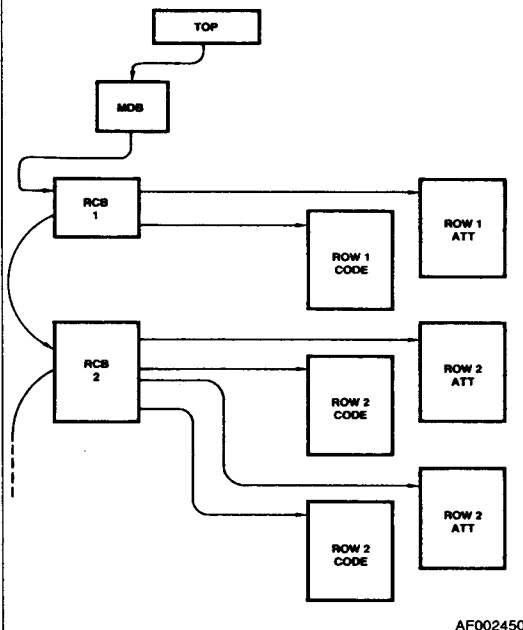 TOP
MDB
RCB
1
ROW 1
ATT
ROW 1
CODE
RCB
2
ROW 2
ATT
ROW 2
CODE
ROW 2
ATT
ROW 2
CODE
AF002450